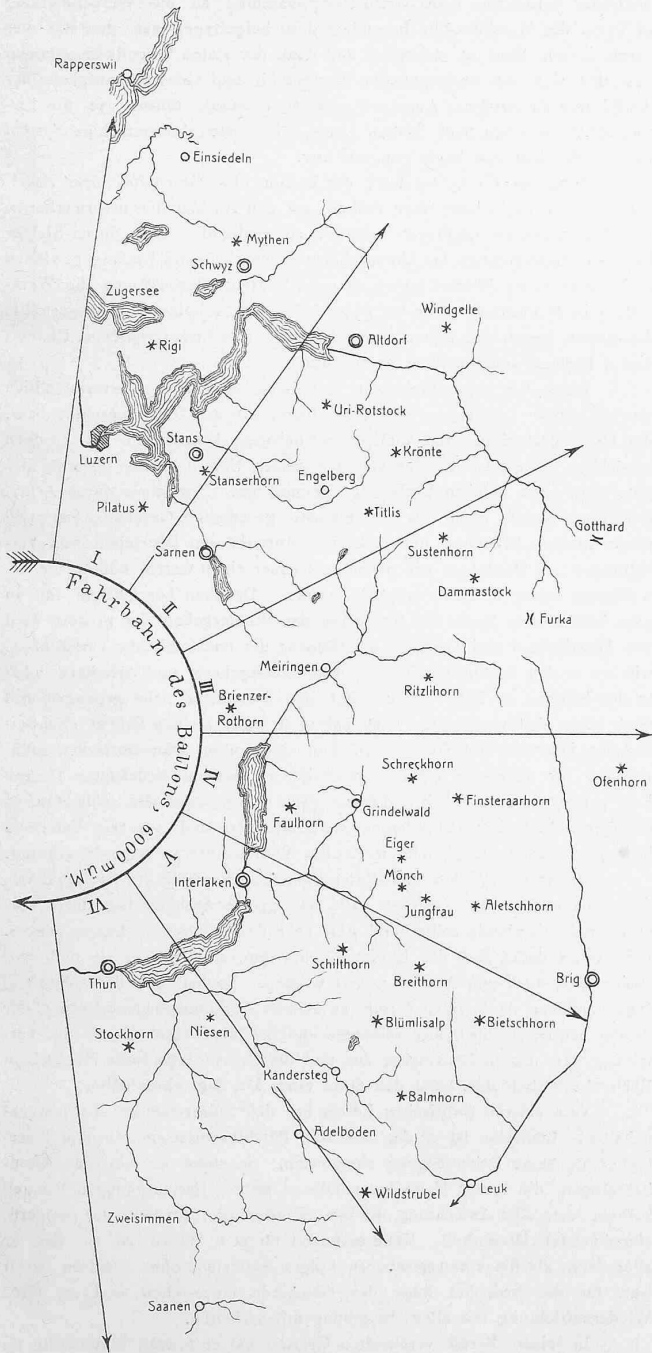 Rapperswil
Einsiedeln
Mythen
Schwyz
Zugersee
Windgelle
Rigi
Altdorf
Uri-Rotstock
Luzern
Stans
Krönte
Stanserhorn
Engelberg
Pilatus
Titlis
Gotthard
Sarnen
Sustenhorn
Dammastock
Furka
I
II
III
IV
V
VI
Fahrbahn des Ballons, 6000 m ü. M.
Meiringen
Ritzlihorn
Brienzer-
Rothorn
Schreckhorn
Ofenhorn
Finsteraarhorn
Faulhorn
Grindelwald
Eiger
Mönch
Interlaken
Jungfrau
Aletschhorn
Schilthorn
Breithorn
Brig
Thun
Niesen
Blümlisalp
Bietschhorn
Stockhorn
Kandersteg
Balmhorn
Adelboden
Wildstrubel
Leuk
Zweisimmen
Saanen